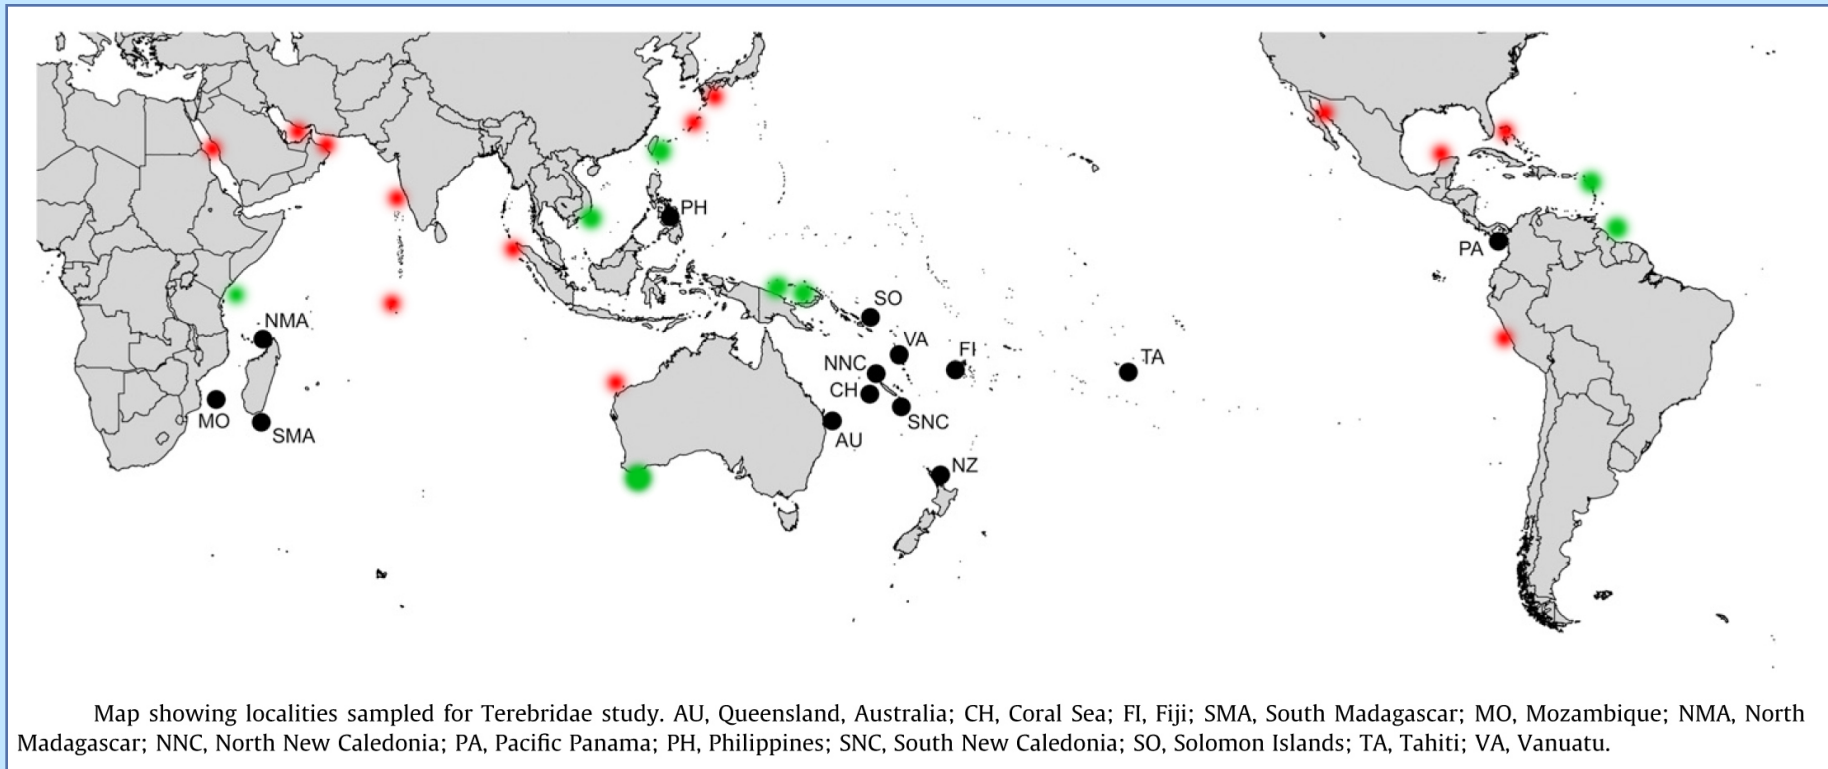 PH
PA
SO
NMA
VA
FI
NNC
TA
CH
MO
SNC
SMA
AU
NZ
Map showing localities sampled for Terebridae study. AU, Queensland, Australia; CH, Coral Sea; FI, Fiji; SMA, South Madagascar; MO, Mozambique; NMA, North
Madagascar; NNC, North New Caledonia; PA, Pacific Panama; PH, Philippines; SNC, South New Caledonia; SO, Solomon Islands; TA, Tahiti; VA, Vanuatu.